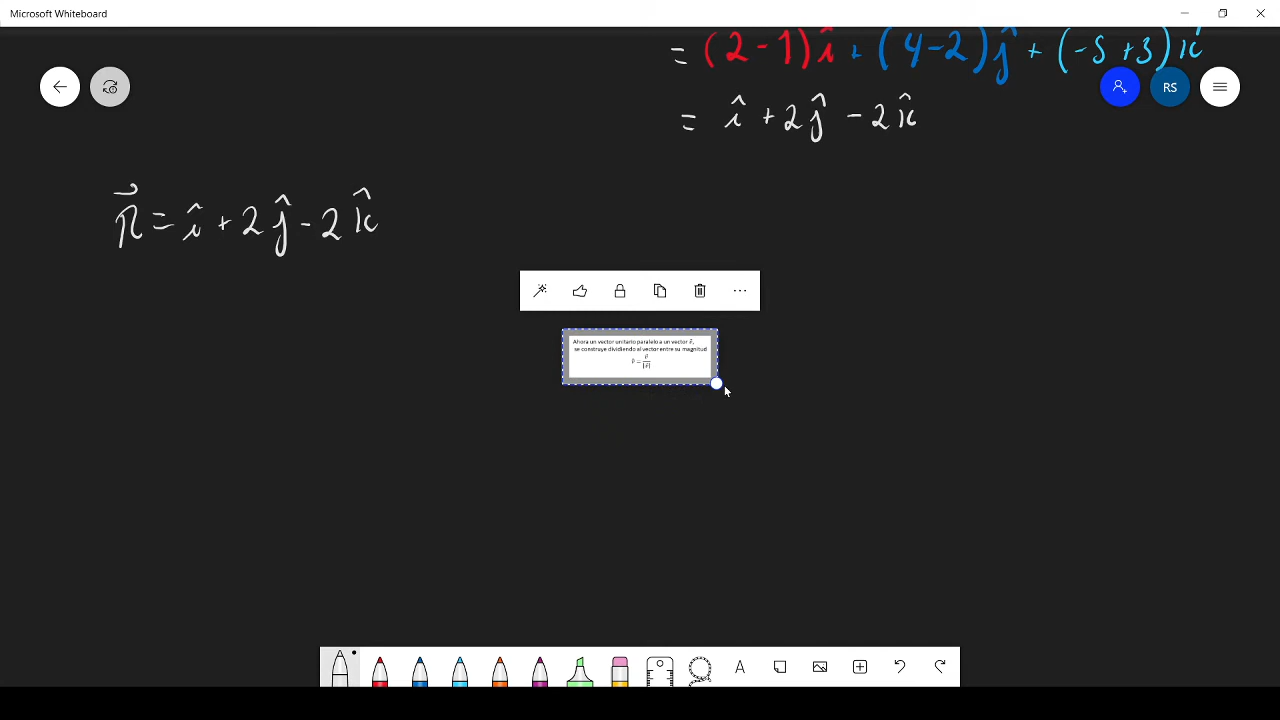 Microsoft Whiteboard
= (2-1)î + (4-2)ĵ + (-5+3)k̂
= î + 2ĵ - 2k̂
RS
n⃗ = î + 2ĵ - 2k̂
Ahora un vector unitario paralelo a un vector v⃗,
se construye dividiendo el vector entre su magnitud
v̂ = v⃗/|v⃗|
A